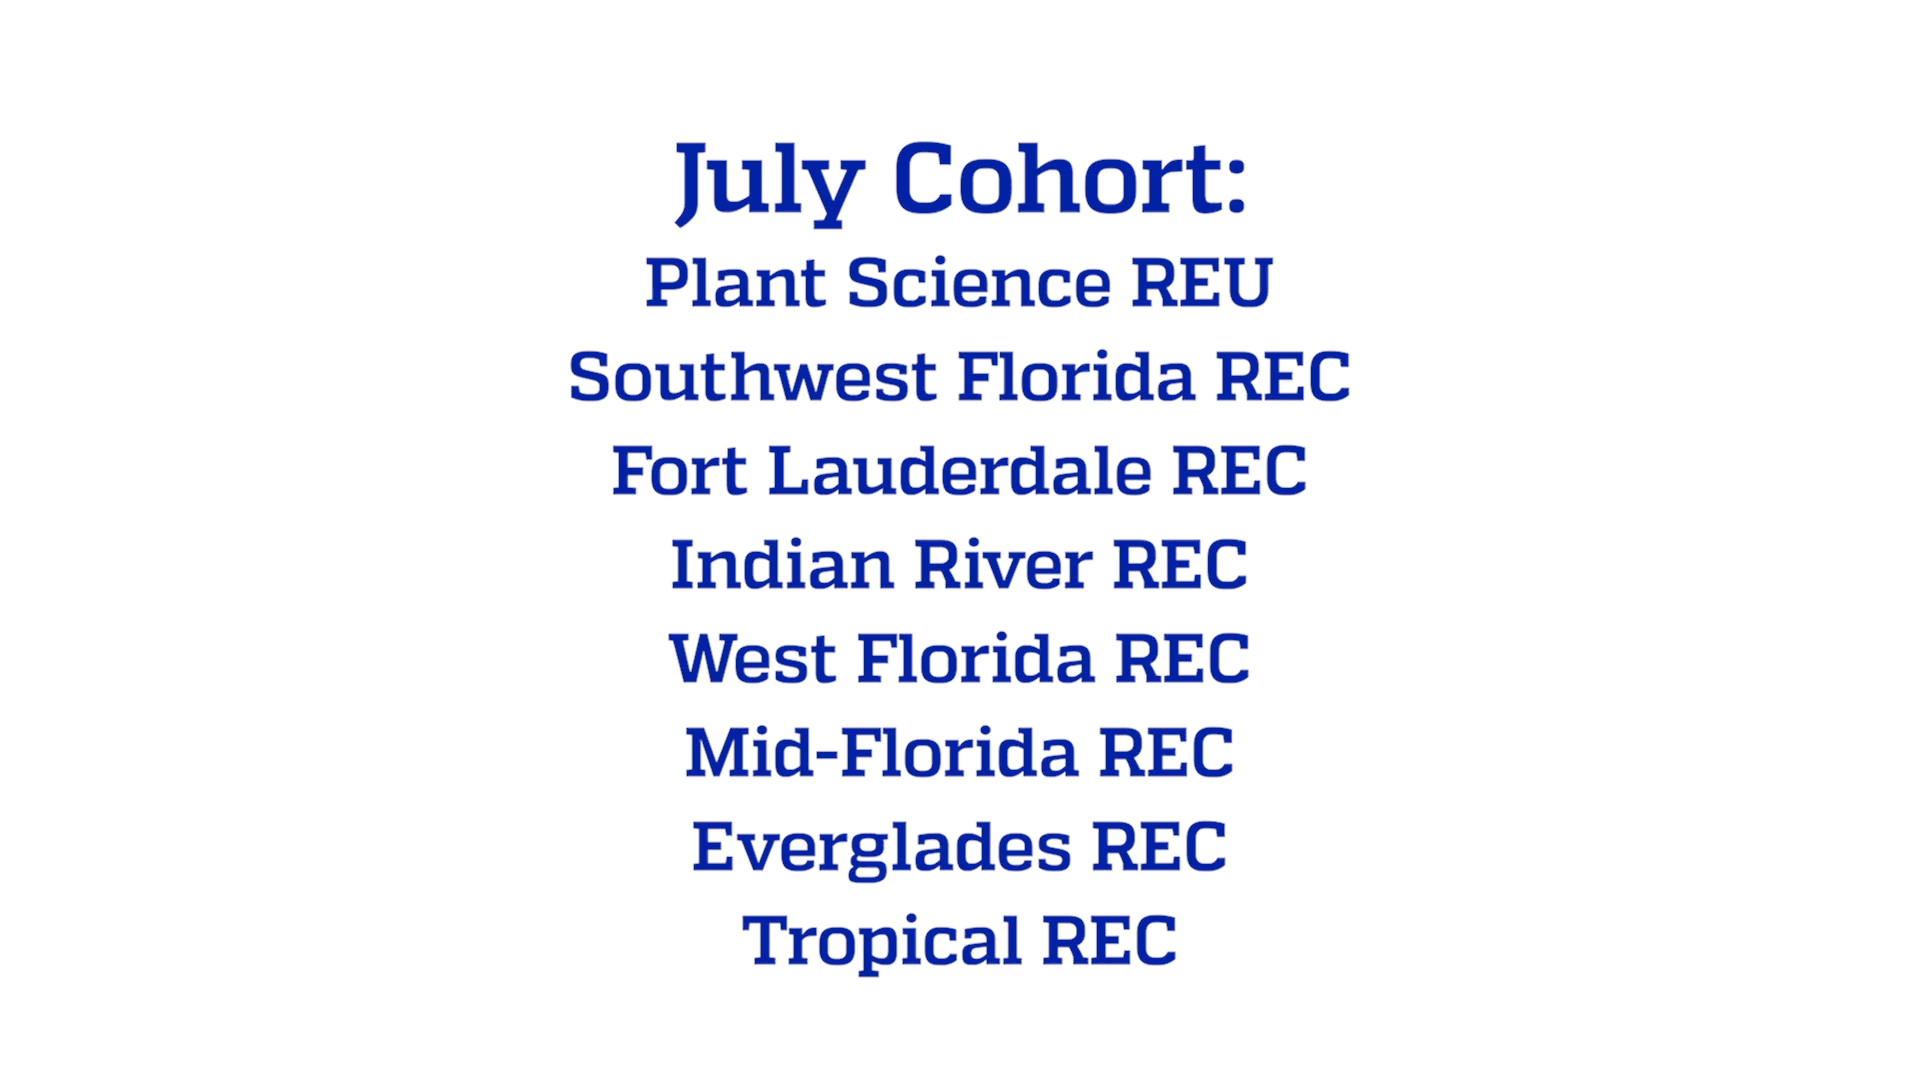 July Cohort:
Plant Science REU
Southwest Florida REC
Fort Lauderdale REC
Indian River REC
West Florida REC
Mid-Florida REC
Everglades REC
Tropical REC